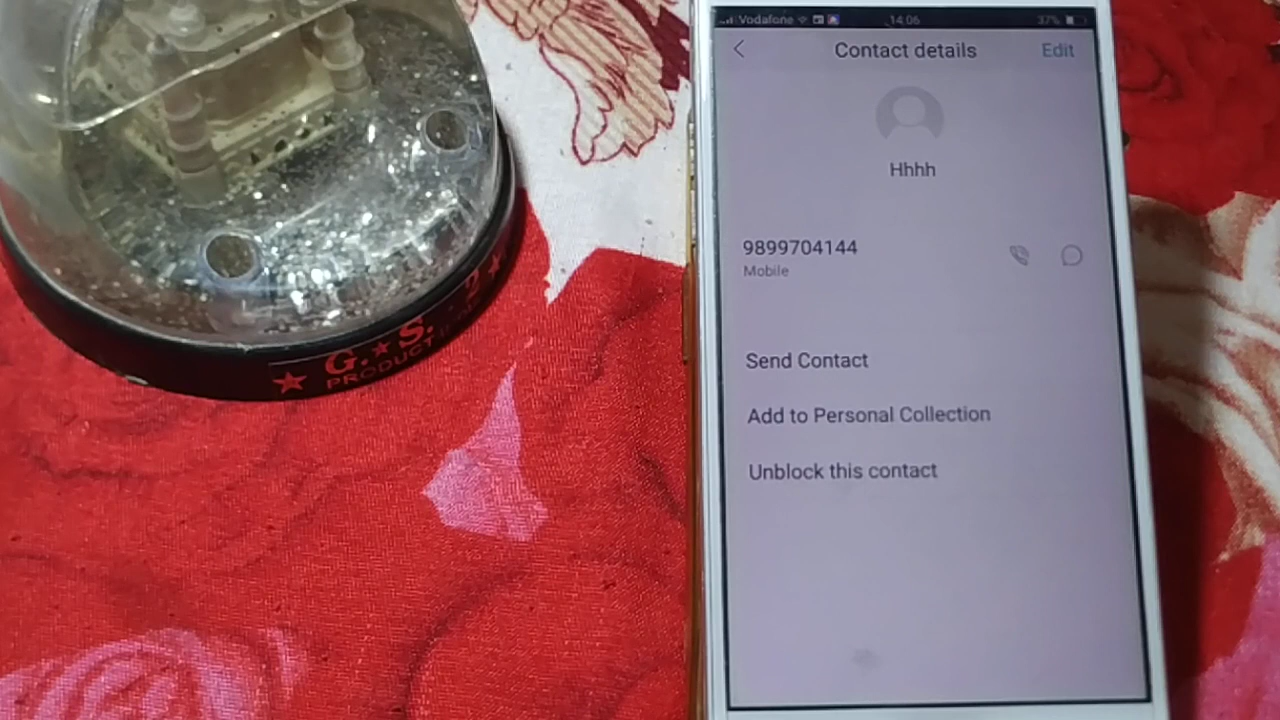 Vodafone 14:06 37%
Contact details Edit
Hhhh
9899704144
Mobile
Send Contact
Add to Personal Collection
Unblock this contact
G. S.
PRODUCT